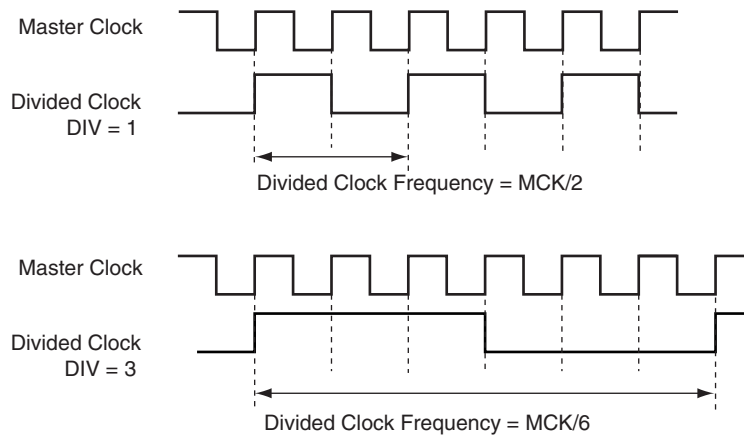 Master Clock
Divided Clock
DIV = 1
Divided Clock Frequency = MCK/2
Master Clock
Divided Clock
DIV = 3
Divided Clock Frequency = MCK/6